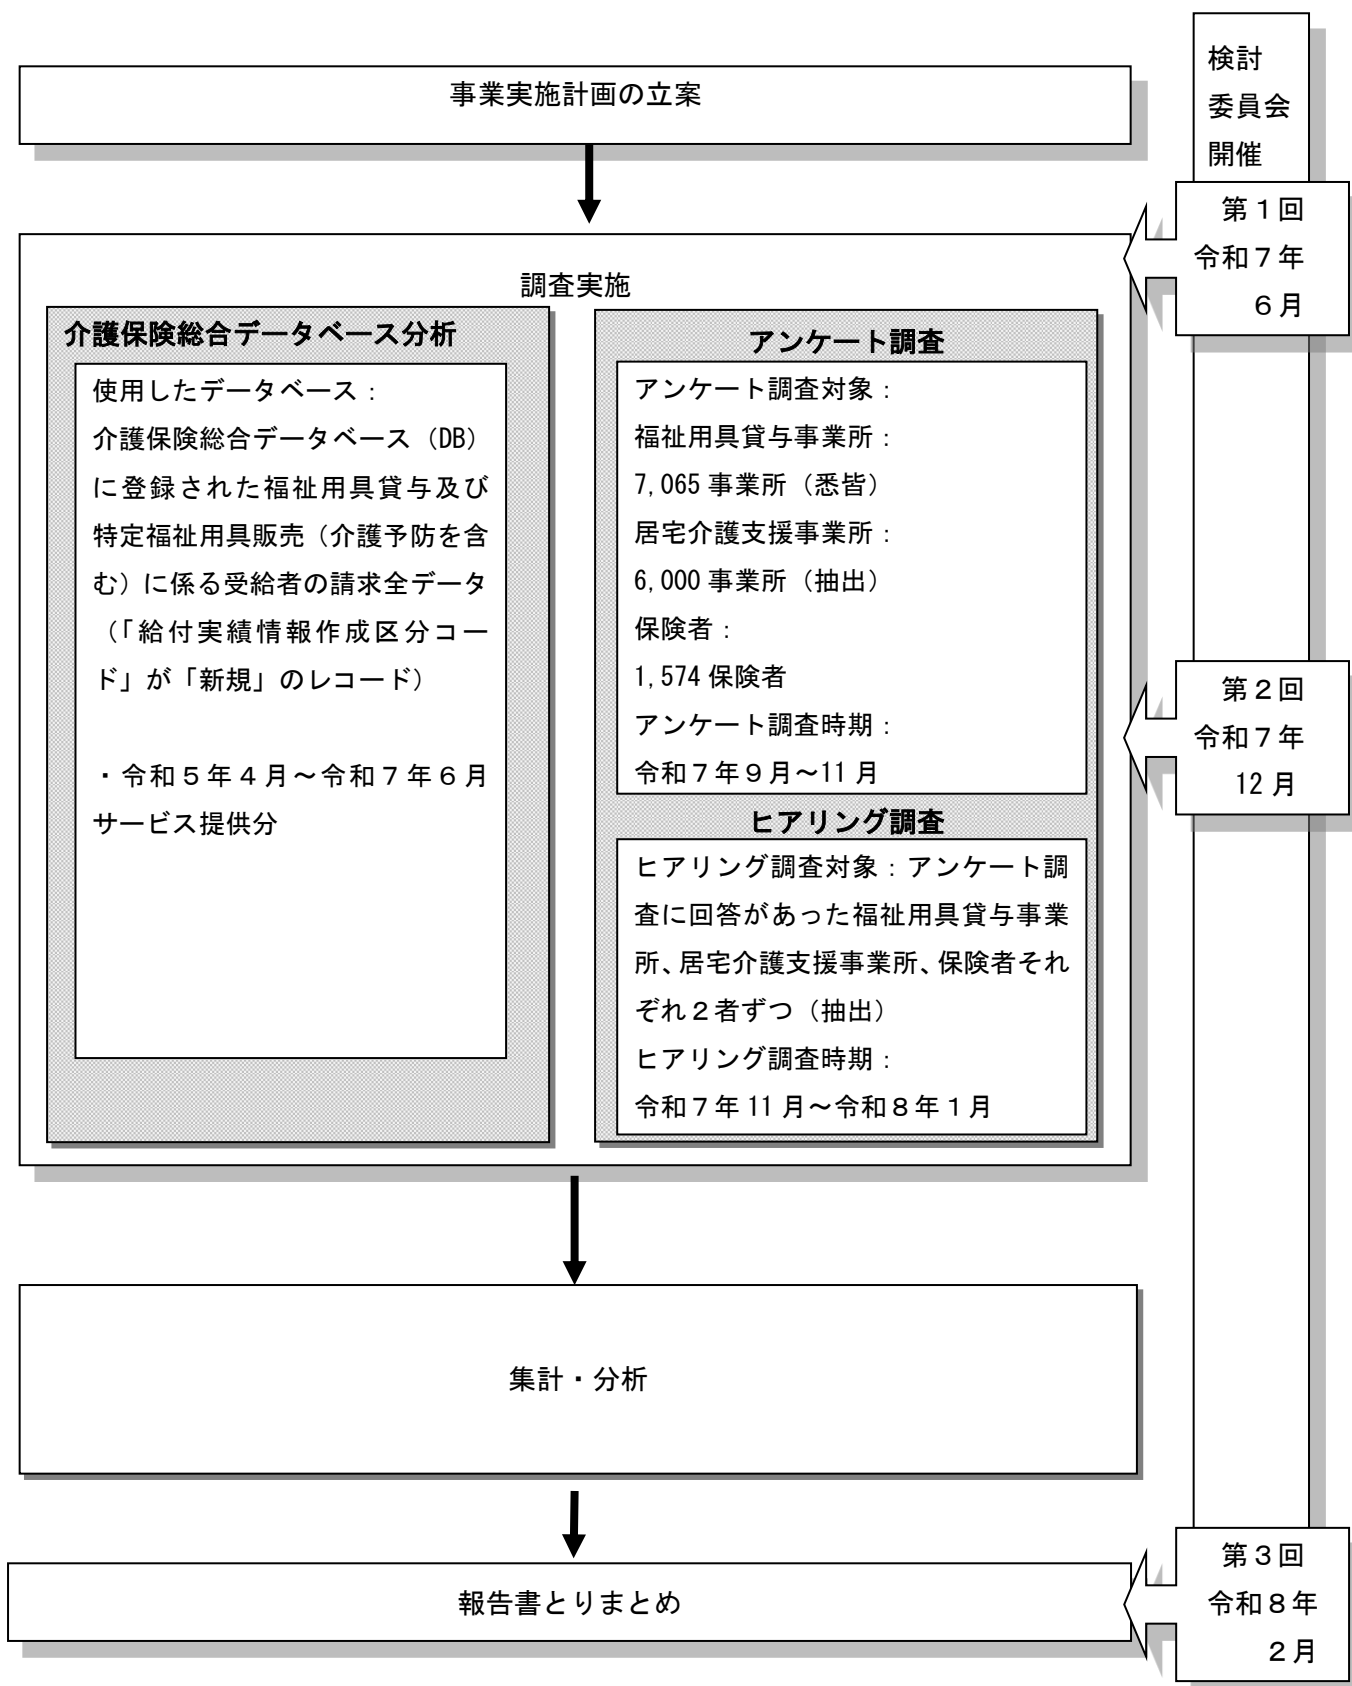 事業実施計画の立案
検討
委員会
開催
第１回
令和７年
６月
調査実施
介護保険総合データベース分析
使用したデータベース：
介護保険総合データベース（DB）
に登録された福祉用具貸与及び
特定福祉用具販売（介護予防を含
む）に係る受給者の請求全データ
（「給付実績情報作成区分コー
ド」が「新規」のレコード）
・令和５年４月～令和７年６月
サービス提供分
アンケート調査
アンケート調査対象：
福祉用具貸与事業所：
7,065 事業所（悉皆）
居宅介護支援事業所：
6,000 事業所（抽出）
保険者：
1,574 保険者
アンケート調査時期：
令和７年９月～11 月
ヒアリング調査
ヒアリング調査対象：アンケート調
査に回答があった福祉用具貸与事業
所、居宅介護支援事業所、保険者それ
ぞれ２者ずつ（抽出）
ヒアリング調査時期：
令和７年 11 月～令和８年１月
第２回
令和７年
12 月
集計・分析
報告書とりまとめ
第３回
令和８年
２月